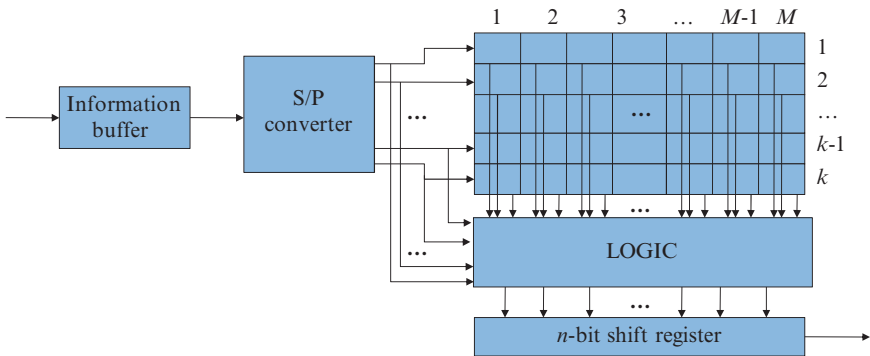 1 2 3 ... M-1 M
1
2
...
k-1
k
Information
buffer
S/P
converter
...
...
...
LOGIC
...
...
n-bit shift register